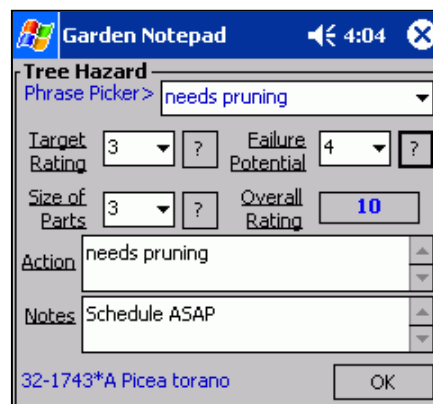 Garden Notepad 4:04
Tree Hazard
Phrase Picker> needs pruning
Target Rating 3 ? Failure Potential 4 ?
Size of Parts 3 ? Overall Rating 10
Action needs pruning
Notes Schedule ASAP
32-1743*A Picea torano OK